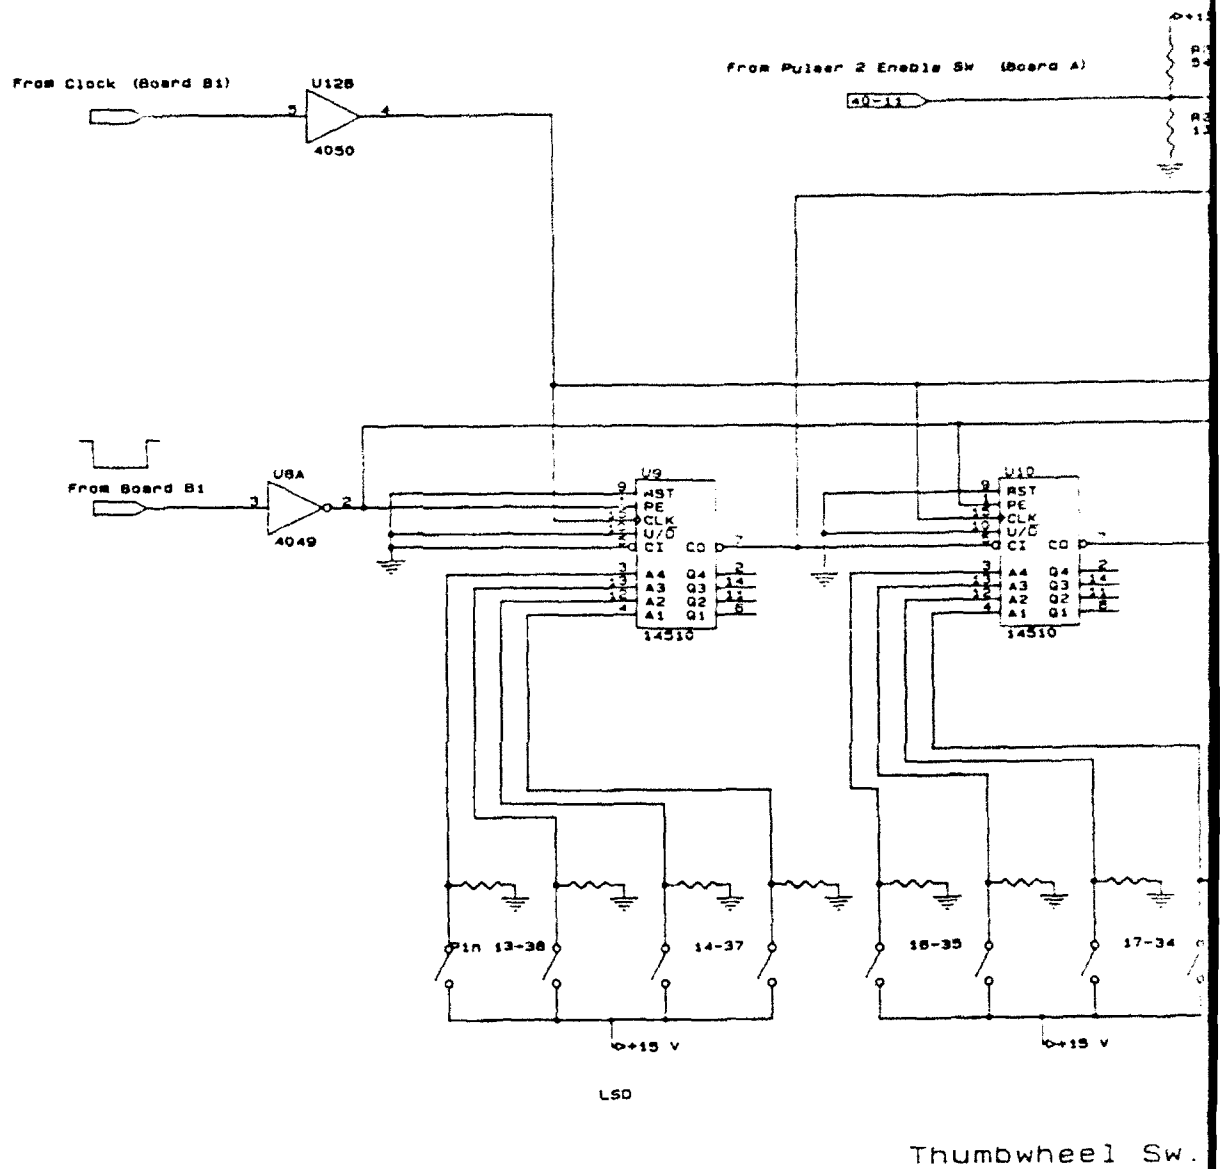 +15
From Clock (Board B1)
U12B
5
4
4050
From Pulser 2 Enable SW (Board A)
40-11
From Board B1
U8A
3
2
4049
U9
9
RST
PE
CLK
U/D
CI
CO
7
3
A4
A3
A2
4
A1
Q4
2
Q3
14
Q2
11
Q1
6
14510
U10
9
RST
PE
CLK
U/D
CI
CO
7
3
A4
A3
12
A2
4
A1
Q4
2
Q3
14
Q2
11
Q1
6
14510
Pin 13-38
14-37
16-35
17-34
+15 V
+15 V
LSD
Thumbwheel Sw.